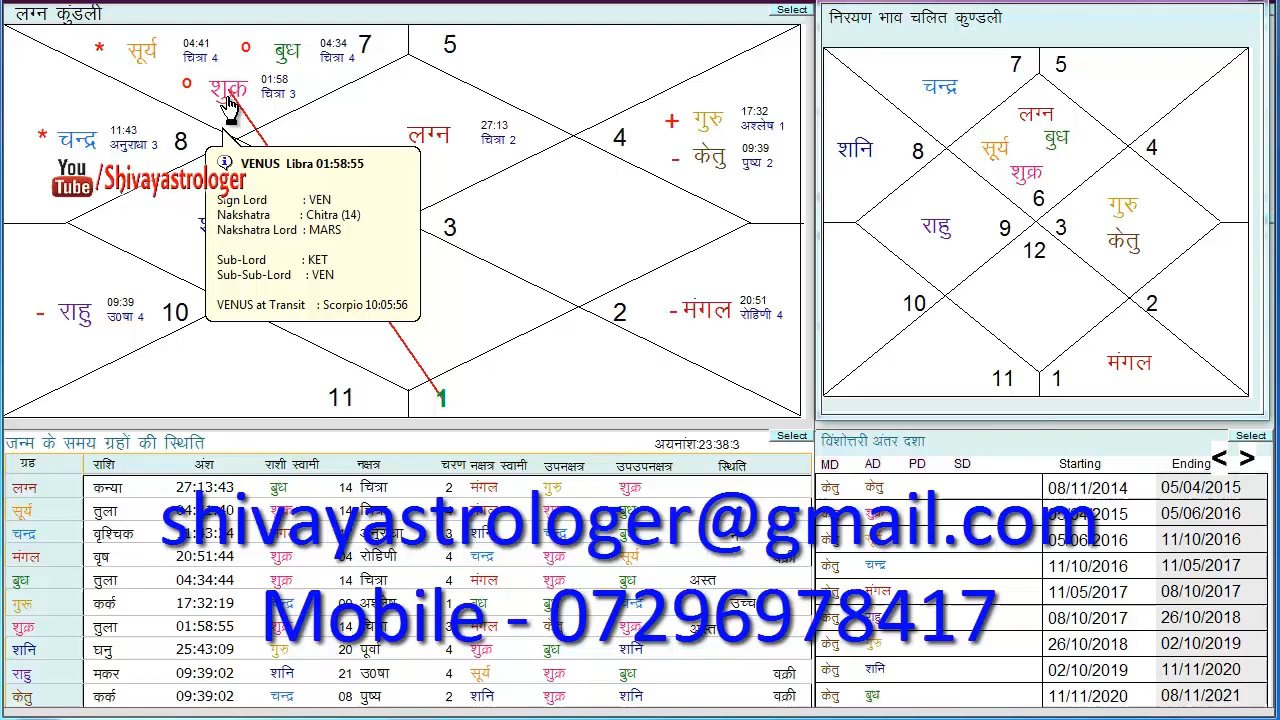 लग्न कुंडली
Select
* सूर्य 04:41 चित्रा 4
o बुध 04:34 चित्रा 4
7
5
o शुक्र 01:58 चित्रा 3
* चन्द्र 11:43 अनुराधा 3
8
लग्न 27:13 चित्रा 2
4
+ गुरु 17:32 अश्लेष 1
- केतु 09:39 पुष्य 2
You Tube /Shivayastrologer
VENUS Libra 01:58:55
Sign Lord : VEN
Nakshatra : Chitra (14)
Nakshatra Lord : MARS
Sub-Lord : KET
Sub-Sub-Lord : VEN
VENUS at Transit : Scorpio 10:05:56
3
- राहु 09:39 उ0षा 4
10
2
- मंगल 20:51 रोहिणी 4
11
1
निरयण भाव चलित कुण्डली
7
5
चन्द्र
लग्न
बुध
सूर्य
शुक्र
शनि
8
4
6
राहु
9
3
गुरु
केतु
12
10
2
मंगल
11
1
जन्म के समय ग्रहों की स्थिति
अयनांश:23:38:3
Select
ग्रह राशि अंश राशी स्वामी नक्षत्र चरण नक्षत्र स्वामी उपनक्षत्र उपउपनक्षत्र स्थिति
लग्न कन्या 27:13:43 बुध 14 चित्रा 2 मंगल गुरु शुक्र
सूर्य तुला
चन्द्र वृश्चिक
मंगल वृष 20:51:44 शुक्र 04 रोहिणी 4 चन्द्र शुक्र सूर्य वक्री
बुध तुला 04:34:44 शुक्र 14 चित्रा 4 मंगल शुक्र बुध अस्त
गुरू कर्क 17:32:19 उच्च
शुक्र तुला 01:58:55 अस्त
शनि धनु 25:43:09 गुरु 20 पूर्वा 4 शुक्र बुध शनि
राहु मकर 09:39:02 शनि 21 उ0षा 4 सूर्य शुक्र बुध वक्री
केतु कर्क 09:39:02 चन्द्र 08 पुष्य 2 शनि शुक्र शनि वक्री
विंशोत्तरी अंतर दशा
Select
MD AD PD SD Starting Ending < >
केतु केतु 08/11/2014 05/04/2015
केतु शुक्र 05/04/2015 05/06/2016
केतु सूर्य 05/06/2016 11/10/2016
केतु चन्द्र 11/10/2016 11/05/2017
केतु मंगल 11/05/2017 08/10/2017
केतु राहु 08/10/2017 26/10/2018
केतु गुरु 26/10/2018 02/10/2019
केतु शनि 02/10/2019 11/11/2020
केतु बुध 11/11/2020 08/11/2021
shivayastrologer@gmail.com
Mobile - 07296978417